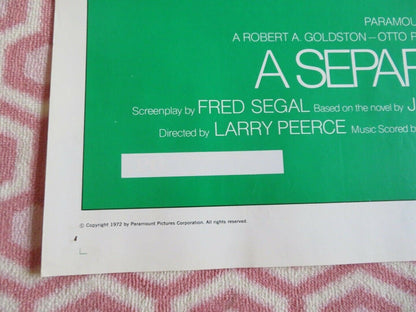 PARAMOU
A ROBERT A. GOLDSTON — OTTO P
A SEPAR
Screenplay by FRED SEGAL Based on the novel by J
Directed by LARRY PEERCE Music Scored by
© Copyright 1972 by Paramount Pictures Corporation. All rights reserved.